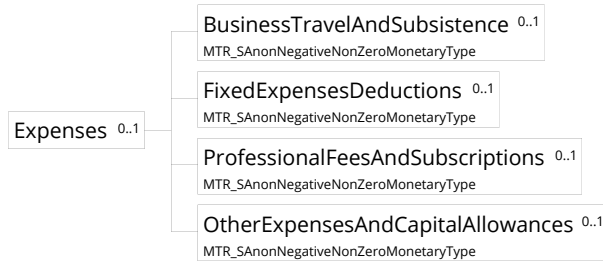 BusinessTravelAndSubsistence 0..1
MTR_SAnonNegativeNonZeroMonetaryType
FixedExpensesDeductions 0..1
MTR_SAnonNegativeNonZeroMonetaryType
Expenses 0..1
ProfessionalFeesAndSubscriptions 0..1
MTR_SAnonNegativeNonZeroMonetaryType
OtherExpensesAndCapitalAllowances 0..1
MTR_SAnonNegativeNonZeroMonetaryType